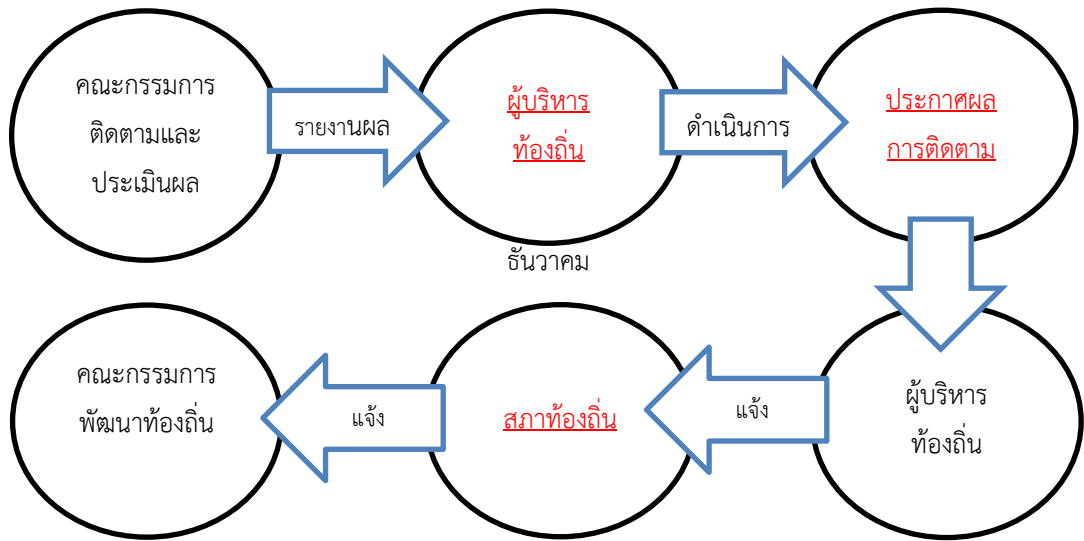 คณะกรรมการ
ติดตามและ
ประเมินผล
รายงานผล
ผู้บริหาร
ท้องถิ่น
ดำเนินการ
ประกาศผล
การติดตาม
ธันวาคม
ผู้บริหาร
ท้องถิ่น
แจ้ง
สภาท้องถิ่น
แจ้ง
คณะกรรมการ
พัฒนาท้องถิ่น